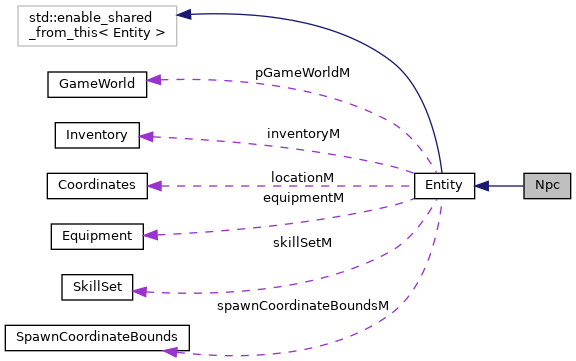 std::enable_shared
_from_this< Entity >
GameWorld
pGameWorldM
Inventory
inventoryM
Coordinates
locationM
Entity
Npc
equipmentM
Equipment
skillSetM
SkillSet
spawnCoordinateBoundsM
SpawnCoordinateBounds